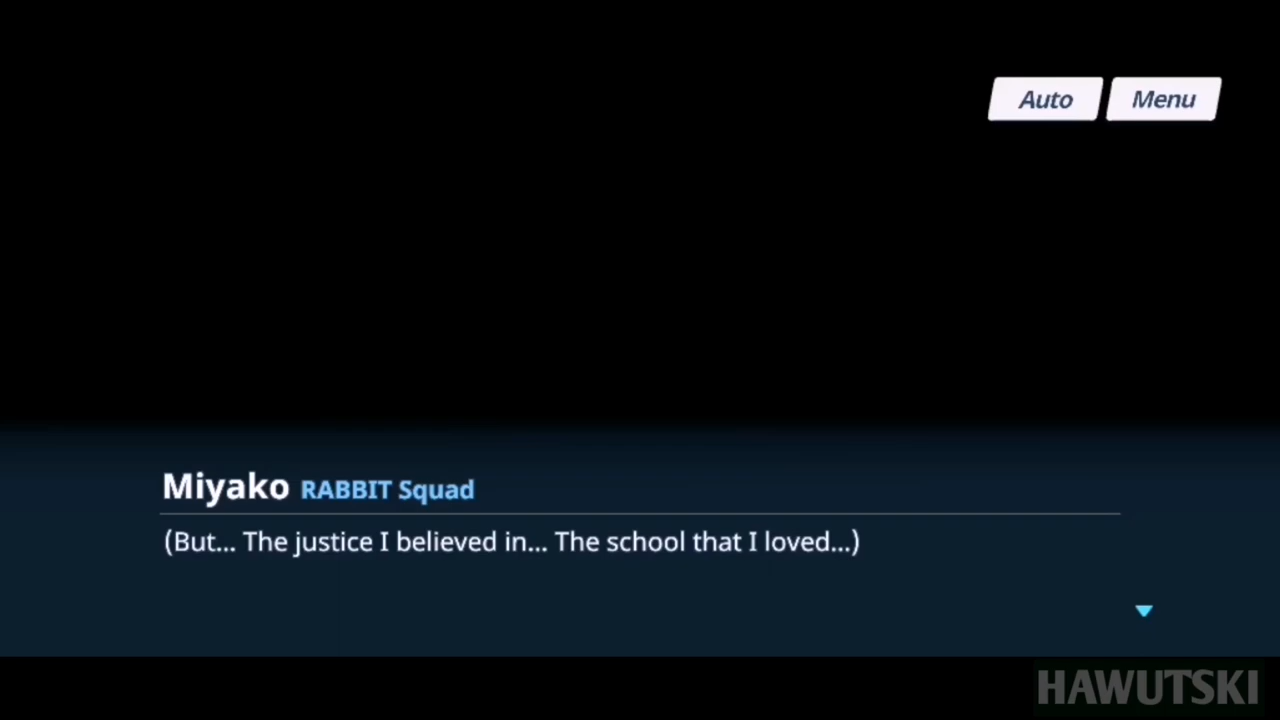 Auto Menu
Miyako RABBIT Squad
(But... The justice I believed in... The school that I loved...)
HAWUTSKI